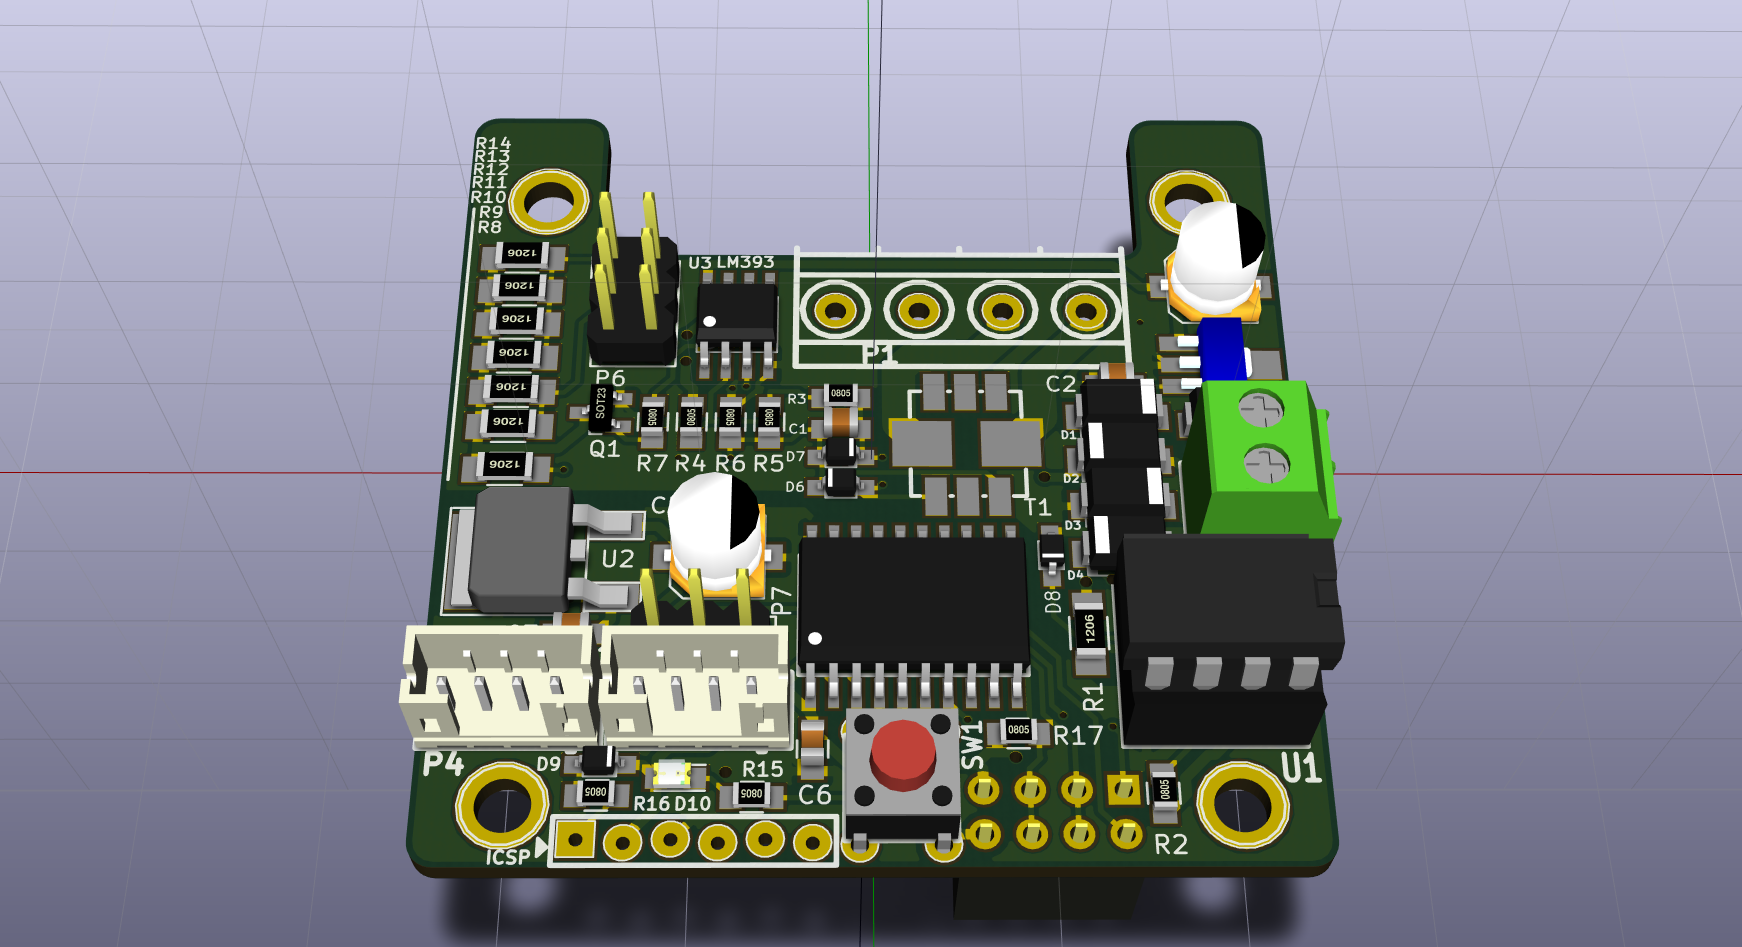 R14
R13
R12
R11
R10
R9
R8
1206
1206
1206
1206
1206
1206
1206
U3 LM393
P1
P6
SOT23
Q1
0805
0805
0805
0805
R7 R4 R6 R5
R3
0805
C1
D7
D6
C2
D1
D2
D3
D4
T1
C
U2
P7
D8
1206
R1
P4
D9
0805
R16 D10
R15
0805
C6
SW1
0805
R17
0805
R2
U1
ICSP